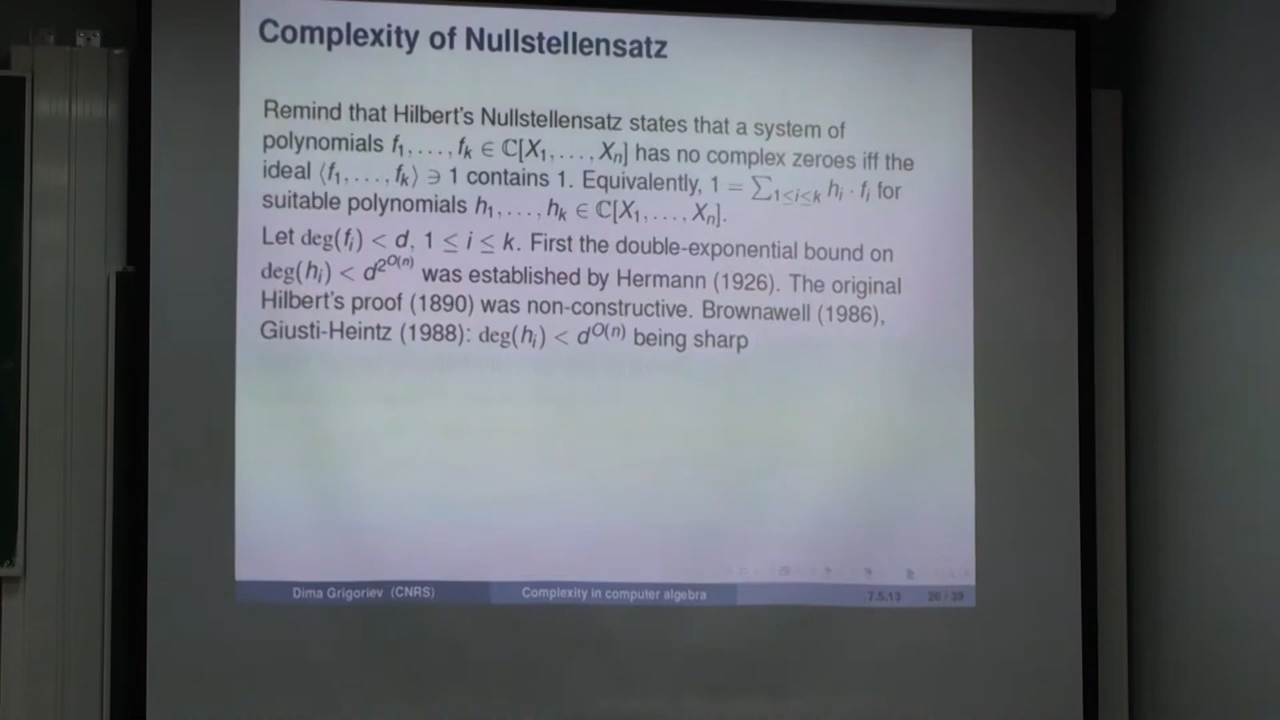 Complexity of Nullstellensatz
Remind that Hilbert's Nullstellensatz states that a system of
polynomials f₁, . . . , fₖ ∈ ℂ[X₁, . . . , Xₙ] has no complex zeroes iff the
ideal ⟨f₁, . . . , fₖ⟩ ∋ 1 contains 1. Equivalently, 1 = ∑₁≤ᵢ≤ₖ hᵢ · fᵢ for
suitable polynomials h₁, . . . , hₖ ∈ ℂ[X₁, . . . , Xₙ].
Let deg(fᵢ) < d, 1 ≤ i ≤ k. First the double-exponential bound on
deg(hᵢ) < d^{2^{O(n)}} was established by Hermann (1926). The original
Hilbert's proof (1890) was non-constructive. Brownawell (1986),
Giusti-Heintz (1988): deg(hᵢ) < d^{O(n)} being sharp
Dima Grigoriev (CNRS) Complexity in computer algebra 7.5.13 26 / 39